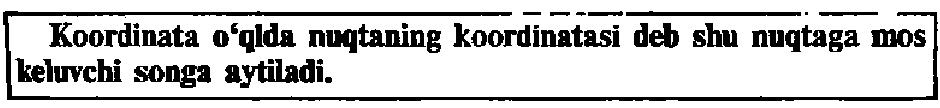 Koordinata o‘qlda nuqtaning koordinatasi deb shu nuqtaga mos
keluvchi songa aytiladi.